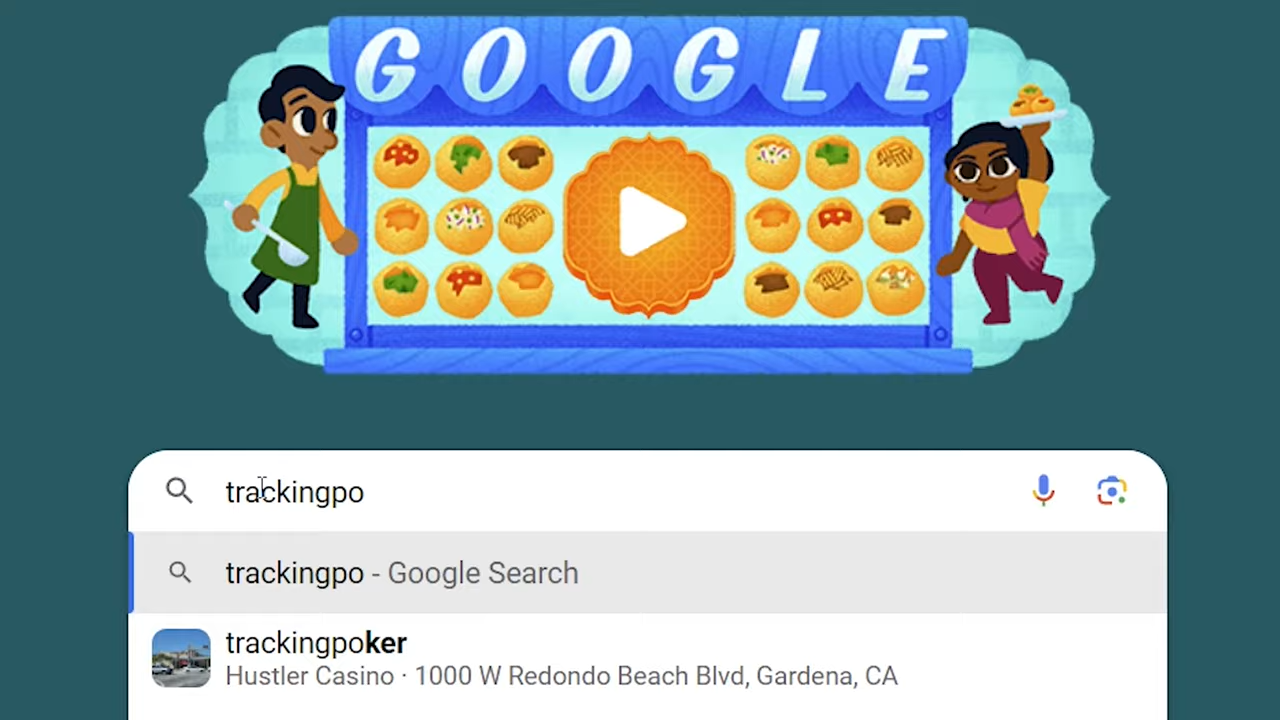 GOOGLE
trackingpo
trackingpo - Google Search
trackingpoker
Hustler Casino · 1000 W Redondo Beach Blvd, Gardena, CA